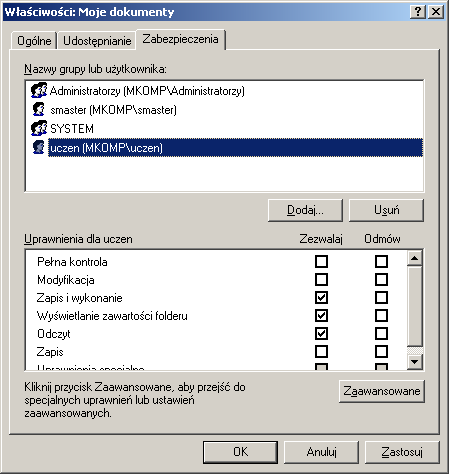 Właściwości: Moje dokumenty
Ogólne Udostępnianie Zabezpieczenia
Nazwy grupy lub użytkownika:
Administratorzy (MKOMP\Administratorzy)
smaster (MKOMP\smaster)
SYSTEM
uczen (MKOMP\uczen)
Dodaj... Usuń
Uprawnienia dla uczen Zezwalaj Odmów
Pełna kontrola
Modyfikacja
Zapis i wykonanie
Wyświetlanie zawartości folderu
Odczyt
Zapis
Uprawnienia specjalne
Kliknij przycisk Zaawansowane, aby przejść do
specjalnych uprawnień lub ustawień
zaawansowanych.
Zaawansowane
OK Anuluj Zastosuj